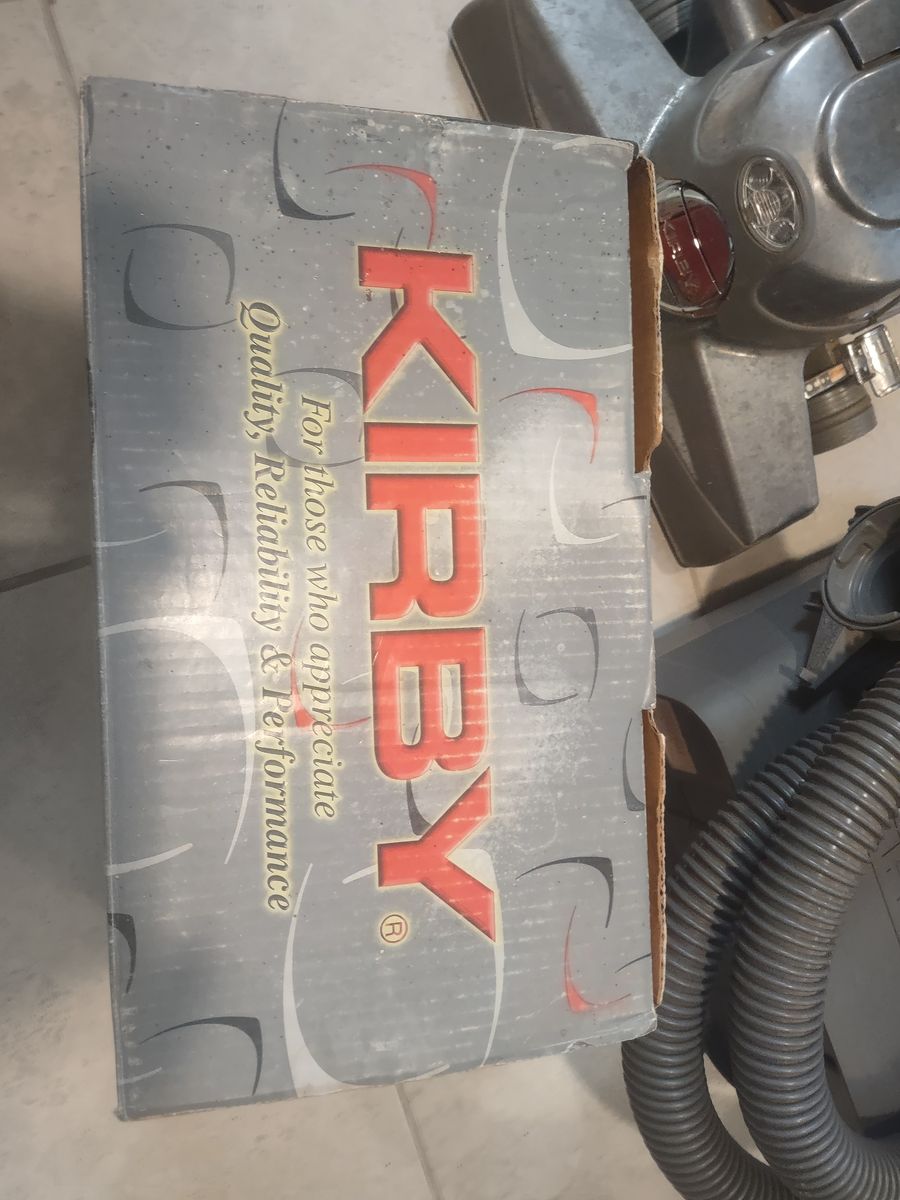 KIRBY®
For those who appreciate
Quality, Reliability & Performance